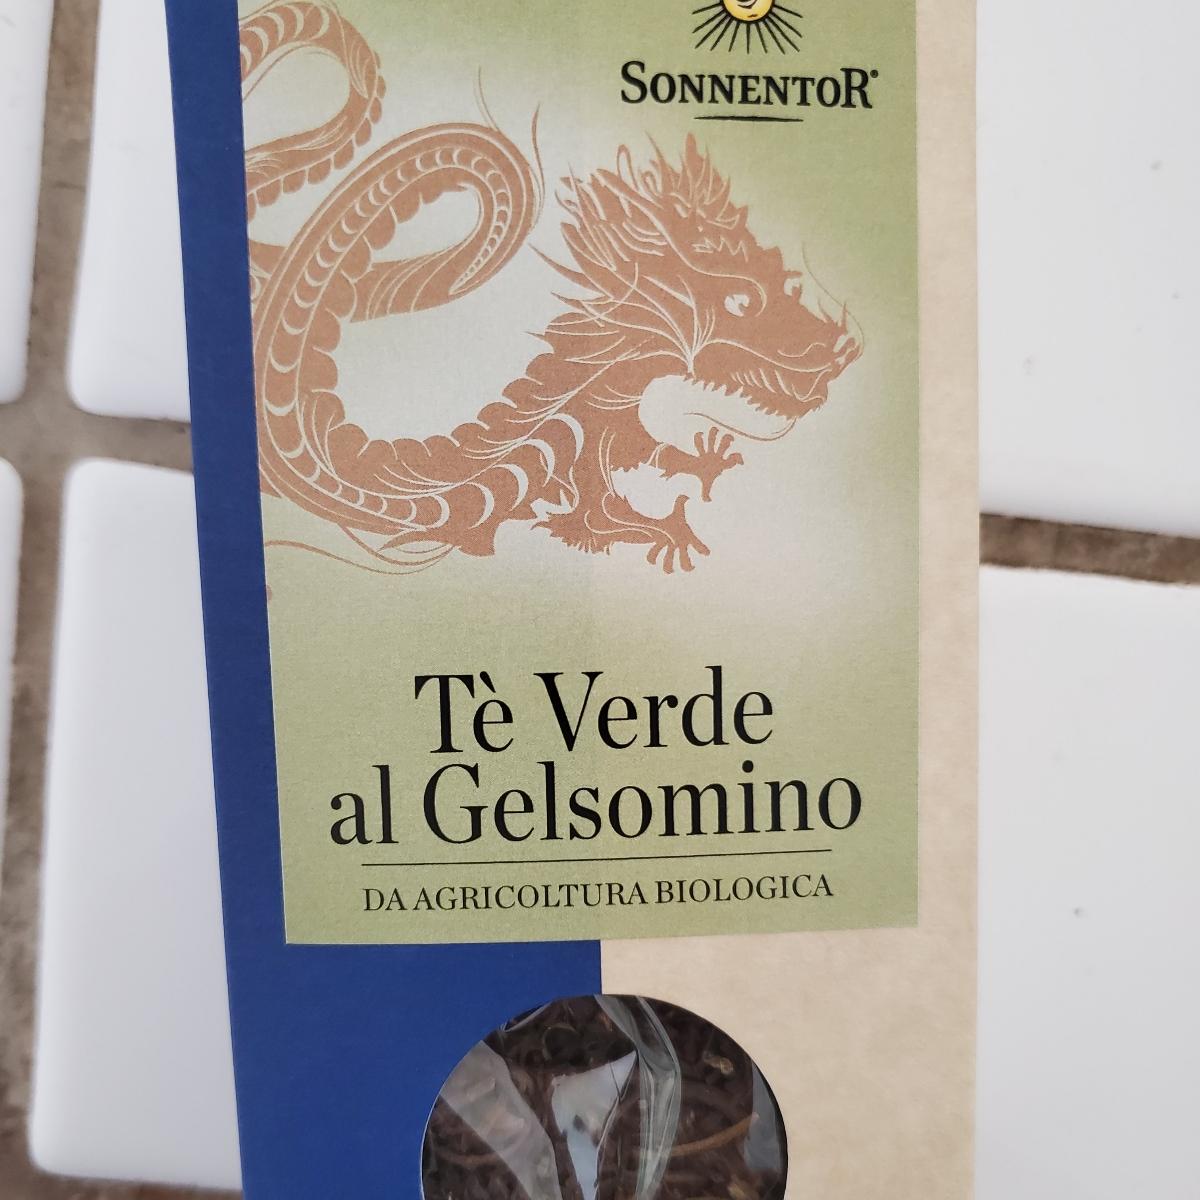 SONNENTOR®
Tè Verde
al Gelsomino
DA AGRICOLTURA BIOLOGICA